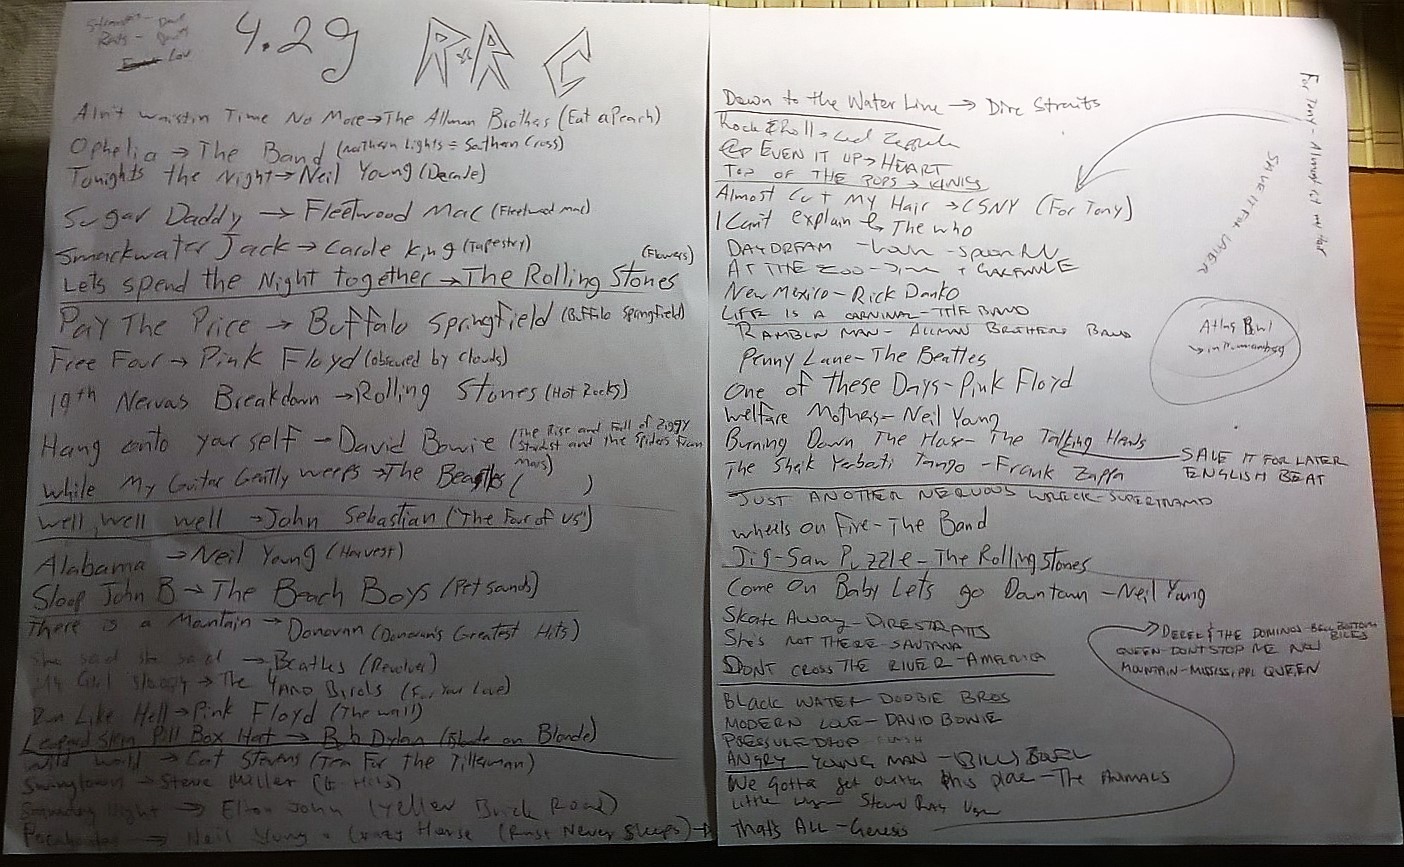 4.29 R&R C
Lou
Ain't wastin Time No More → The Allman Brothers (Eat a Peach)
Ophelia → The Band (Northern Lights = Southern Cross)
Tonights the Night → Neil Young (Decade)
Sugar Daddy → Fleetwood Mac (Fleetwood mac)
Smackwater Jack → Carole King (Tapestry)
(Flowers)
Lets spend the Night together → The Rolling Stones
Pay The Price → Buffalo Springfield (Buffalo Springfield)
Free Four → Pink Floyd (obscured by clouds)
19th Nervas Breakdown → Rolling Stones (Hot Rocks)
Hang onto your self – David Bowie (The Rise and Fall of Ziggy Stardust and the Spiders from Mars)
While My Guitar Gently weeps → The Beatles ( )
well, well well → John Sebastian ("The Four of us")
Alabama → Neil Young (Harvest)
Sloop John B → The Beach Boys (Pet Sounds)
There is a Mountain → Donovan (Donovan's Greatest Hits)
She said she said → Beatles (Revolver)
My Girl Sloopy → The Yard Birds (For Your Love)
Run Like Hell → Pink Floyd (The wall)
Leopard Skin Pill Box Hat → Bob Dylan (Blonde on Blonde)
wild world → Cat Stevens (Tea For the Tillerman)
Swingtown → Steve Miller (G. Hits)
Saturday Night → Elton John (Yellow Brick Road)
Pocahontas → Neil Young + Crazy Horse (Rust Never Sleeps) →
Down to the Water Line → Dire Straits
Rock & Roll → Led Zeppelin
EVEN IT UP → HEART
TOP OF THE POPS → KINKS
Almost Cut My Hair → CSNY (For Tony)
I Can't explain → The who
DAYDREAM – Lovin – Spoonful
AT THE ZOO – Simon + GARFUNKLE
New Mexico – Rick Danko
LIFE IS A CARNIVAL – THE BAND
RAMBLIN MAN – ALLMAN BROTHERS BAND
Penny Lane – The Beatles
One of These Days – Pink Floyd
Welfare Mothers – Neil Young
Burning Down The House – The Talking Heads
The Sheik Yerbouti Tango – Frank Zappa
JUST ANOTHER NERVOUS WRECK – SUPERTRAMP
wheels on Fire – The Band
Jig-Saw Puzzle – The Rolling Stones
Come On Baby Lets go Downtown – Neil Young
Skate Away – DIRE STRAITS
She's NOT THERE – SANTANA
DONT CROSS THE RIVER – AMERICA
BLACK WATER – DOOBIE BROS
MODERN LOVE – DAVID BOWIE
PRESSURE DROP CLASH
ANGRY YOUNG MAN – BILLY JOEL
We Gotta get outta this place – The ANIMALS
Little Wing – Stevie Ray Vaughn
That's ALL – Genesis
For Tony – Almost cut my Hair
SAVE IT FOR LATER
Atlas Bowl
→ instrumental
SAVE IT FOR LATER
ENGLISH BEAT
DEREK & THE DOMINOS – BELL BOTTOM BLUES
QUEEN – DONT STOP ME NOW
MOUNTAIN – MISSISSIPPI QUEEN